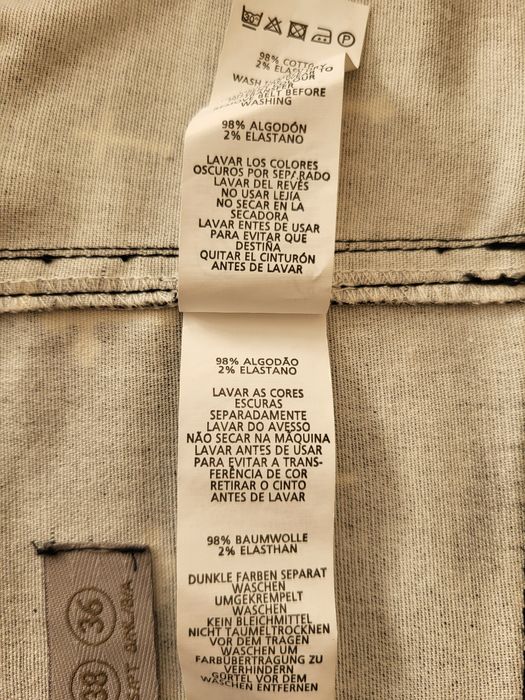 30°
P
98% COTTON
2% ELASTANO
WASH
BELT BEFORE
WASHING
98% ALGODÓN
2% ELASTANO
LAVAR LOS COLORES
OSCUROS POR SEPARADO
LAVAR DEL REVÉS
NO USAR LEJÍA
NO SECAR EN LA
SECADORA
LAVAR ENTES DE USAR
PARA EVITAR QUE
DESTIÑA
QUITAR EL CINTURÓN
ANTES DE LAVAR
98% ALGODÃO
2% ELASTANO
LAVAR AS CORES
ESCURAS
SEPARADAMENTE
LAVAR DO AVESSO
NÃO SECAR NA MÁQUINA
LAVAR ANTES DE USAR
PARA EVITAR A TRANS-
FERÊNCIA DE COR
RETIRAR O CINTO
ANTES DE LAVAR
98% BAUMWOLLE
2% ELASTHAN
DUNKLE FARBEN SEPARAT
WASCHEN
UMGEKREMPELT
WASCHEN
KEIN BLEICHMITTEL
NICHT TAUMELTROCKNEN
VOR DEM TRAGEN
WASCHEN UM
FARBÜBERTRAGUNG ZU
VERHINDERN
GÜRTEL VOR DEM
WASCHEN ENTFERNEN
36
38